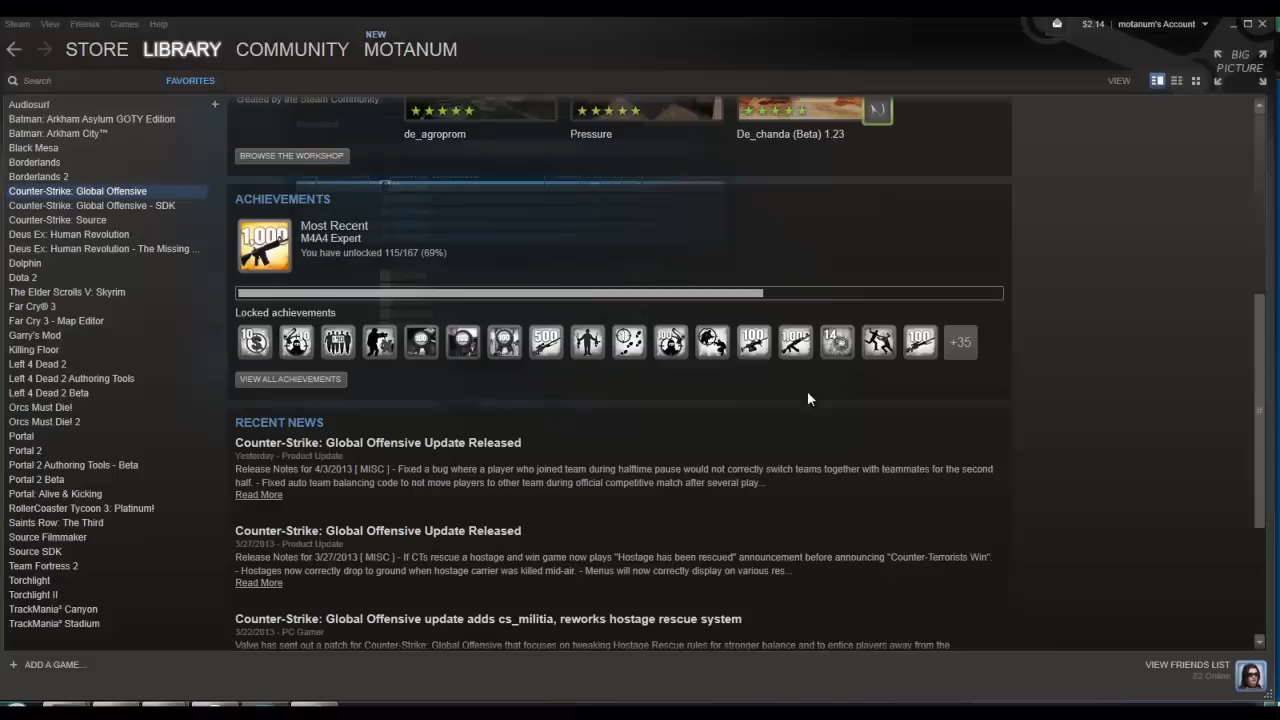 Steam View Friends Games Help
$2.14 motanum's Account
STORE LIBRARY COMMUNITY NEW MOTANUM
BIG PICTURE
Search FAVORITES VIEW
Audiosurf
Batman: Arkham Asylum GOTY Edition
Batman: Arkham City™
Black Mesa
Borderlands
Borderlands 2
Counter-Strike: Global Offensive
Counter-Strike: Global Offensive - SDK
Counter-Strike: Source
Deus Ex: Human Revolution
Deus Ex: Human Revolution - The Missing ...
Dolphin
Dota 2
The Elder Scrolls V: Skyrim
Far Cry® 3
Far Cry 3 - Map Editor
Garry's Mod
Killing Floor
Left 4 Dead 2
Left 4 Dead 2 Authoring Tools
Left 4 Dead 2 Beta
Orcs Must Die!
Orcs Must Die! 2
Portal
Portal 2
Portal 2 Authoring Tools - Beta
Portal 2 Beta
Portal: Alive & Kicking
RollerCoaster Tycoon 3: Platinum!
Saints Row: The Third
Source Filmmaker
Source SDK
Team Fortress 2
Torchlight
Torchlight II
TrackMania² Canyon
TrackMania² Stadium
created by the Steam Community.
de_agroprom Pressure De_chanda (Beta) 1.23
BROWSE THE WORKSHOP
ACHIEVEMENTS
1,000
Most Recent
M4A4 Expert
You have unlocked 115/167 (69%)
Locked achievements
+35
VIEW ALL ACHIEVEMENTS
RECENT NEWS
Counter-Strike: Global Offensive Update Released
Yesterday - Product Update
Release Notes for 4/3/2013 [ MISC ] - Fixed a bug where a player who joined team during halftime pause would not correctly switch teams together with teammates for the second
half. - Fixed auto team balancing code to not move players to other team during official competitive match after several play...
Read More
Counter-Strike: Global Offensive Update Released
3/27/2013 - Product Update
Release Notes for 3/27/2013 [ MISC ] - If CTs rescue a hostage and win game now plays "Hostage has been rescued" announcement before announcing "Counter-Terrorists Win".
- Hostages now correctly drop to ground when hostage carrier was killed mid-air. - Menus will now correctly display on various res...
Read More
Counter-Strike: Global Offensive update adds cs_militia, reworks hostage rescue system
3/22/2013 - PC Gamer
Valve has sent out a patch for Counter-Strike: Global Offensive that focuses on tweaking Hostage Rescue rules for stronger balance and to entice players away from the
+ ADD A GAME...
VIEW FRIENDS LIST
82 Online